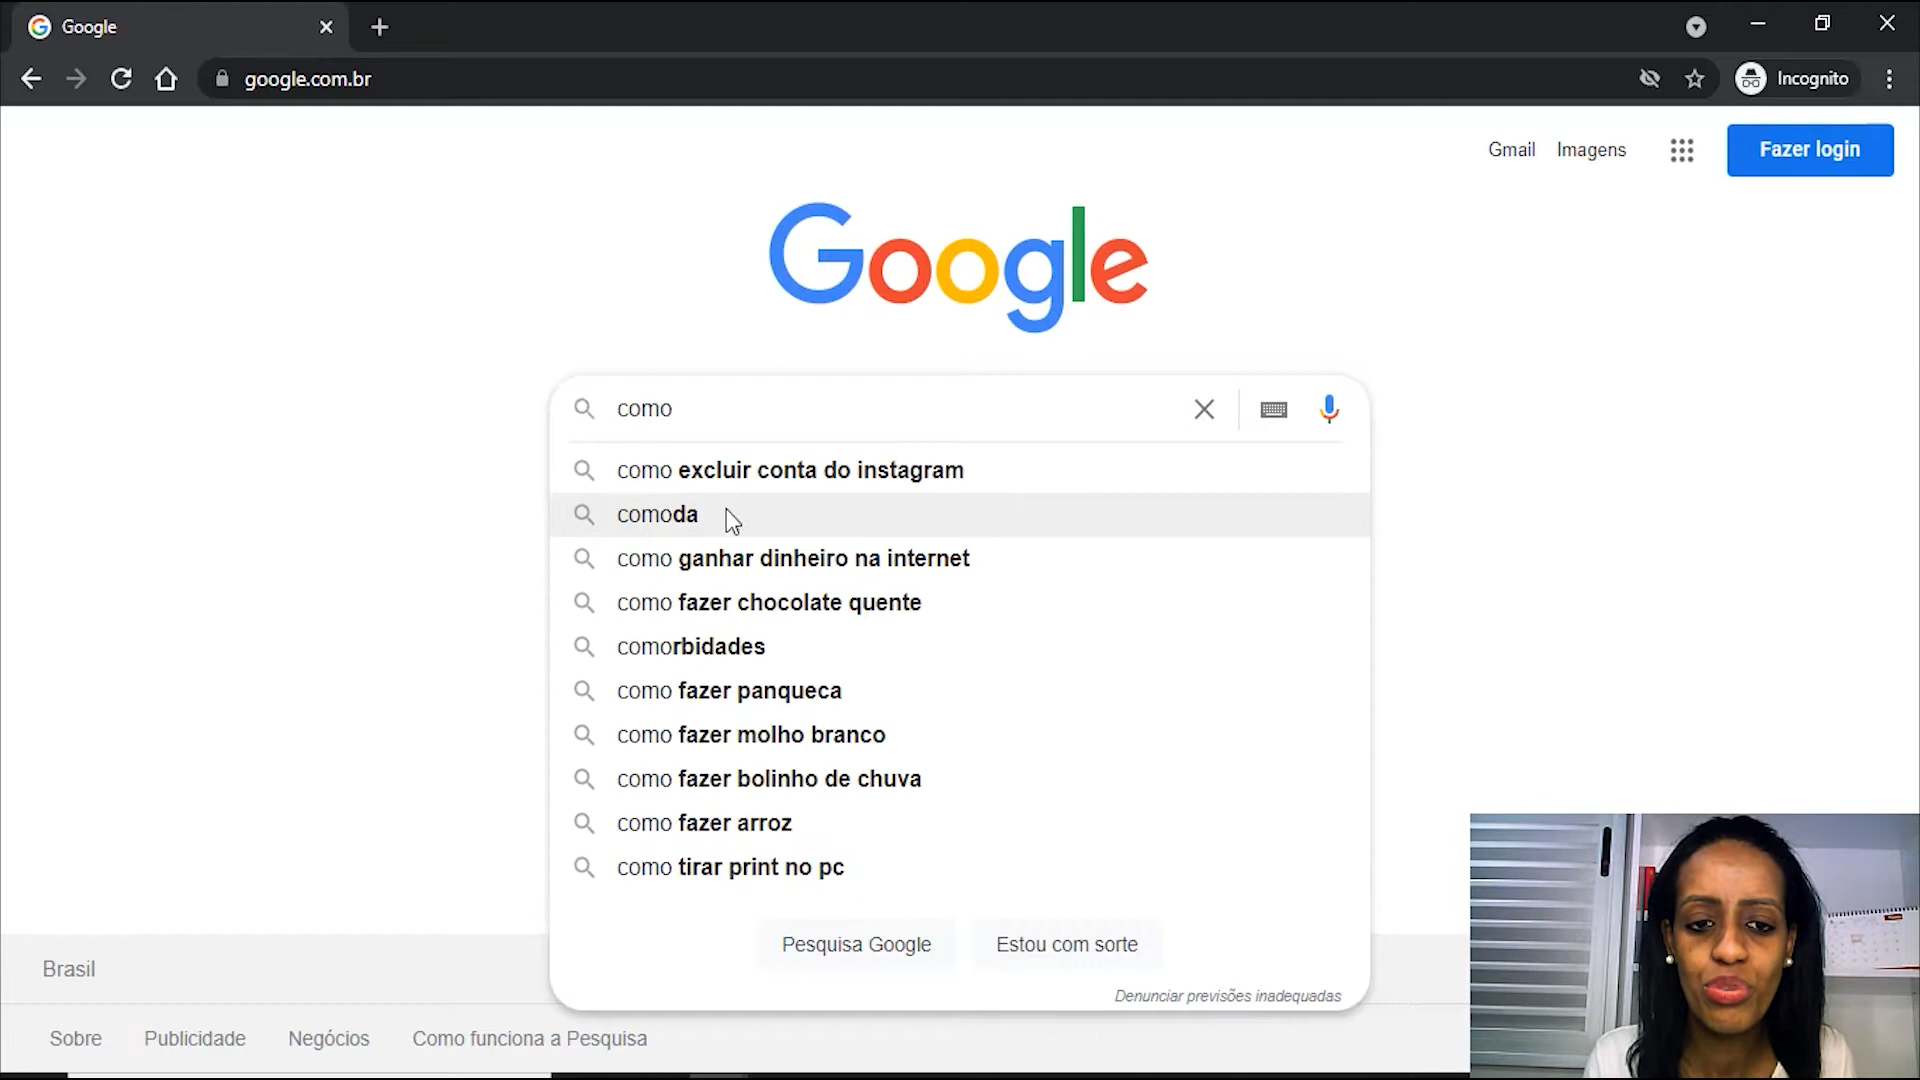 Google
google.com.br
Incognito
Gmail Imagens Fazer login
Google
como
como excluir conta do instagram
comoda
como ganhar dinheiro na internet
como fazer chocolate quente
comorbidades
como fazer panqueca
como fazer molho branco
como fazer bolinho de chuva
como fazer arroz
como tirar print no pc
Pesquisa Google Estou com sorte
Denunciar previsões inadequadas
Brasil
Sobre Publicidade Negócios Como funciona a Pesquisa